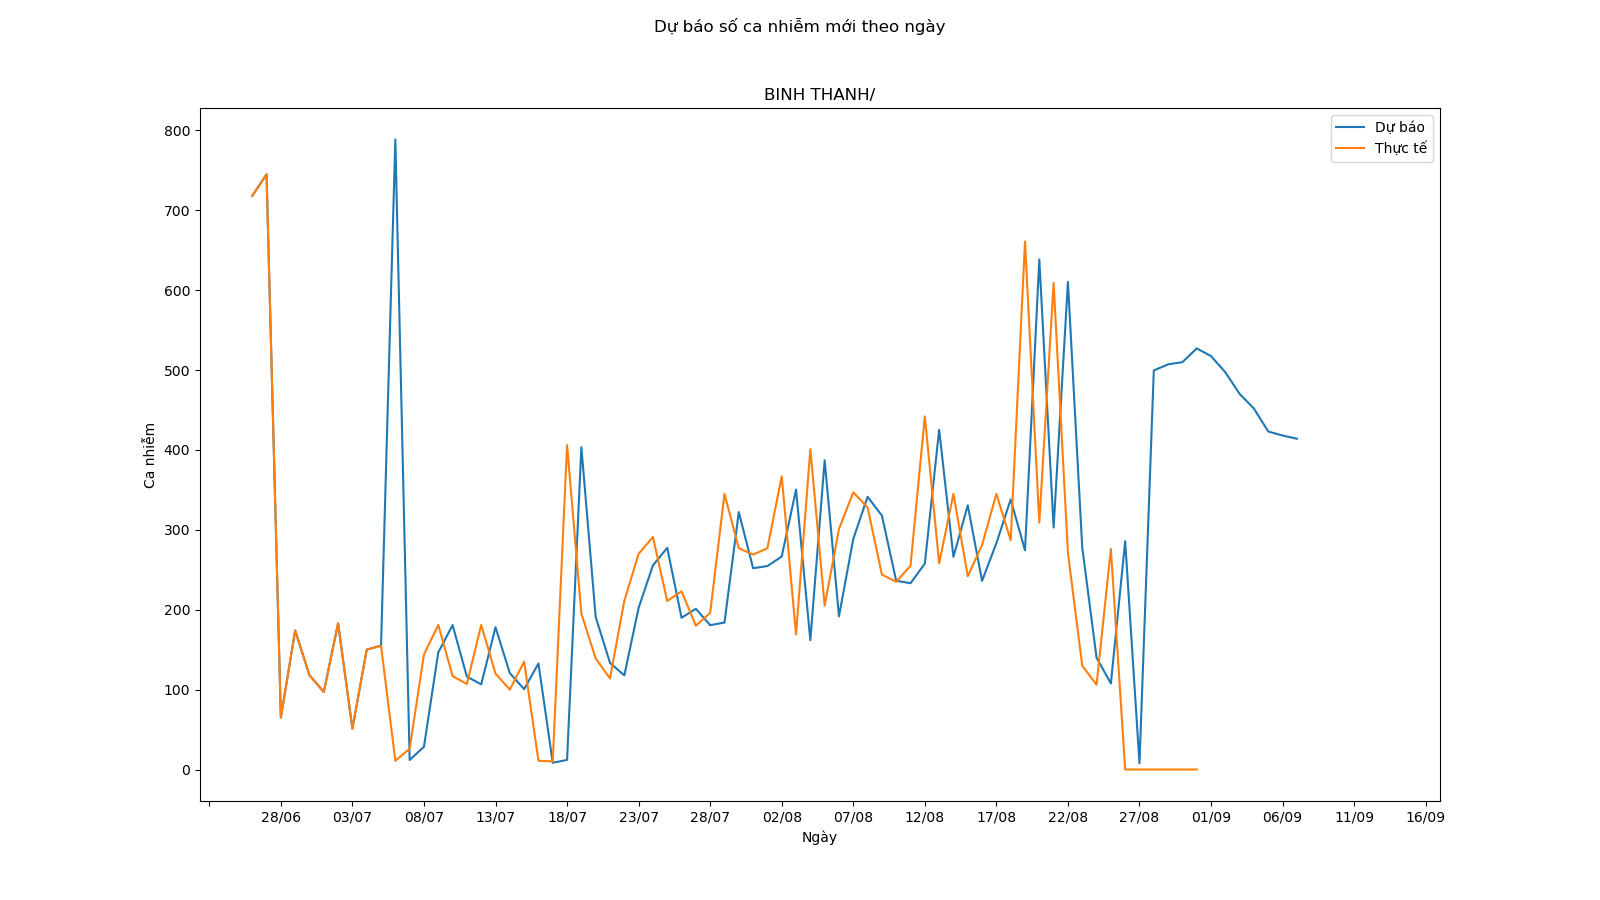 Dự báo số ca nhiễm mới theo ngày
BINH THANH/
Dự báo
Thực tế
800
700
600
500
400
300
200
100
0
Ca nhiễm
28/06 03/07 08/07 13/07 18/07 23/07 28/07 02/08 07/08 12/08 17/08 22/08 27/08 01/09 06/09 11/09 16/09
Ngày